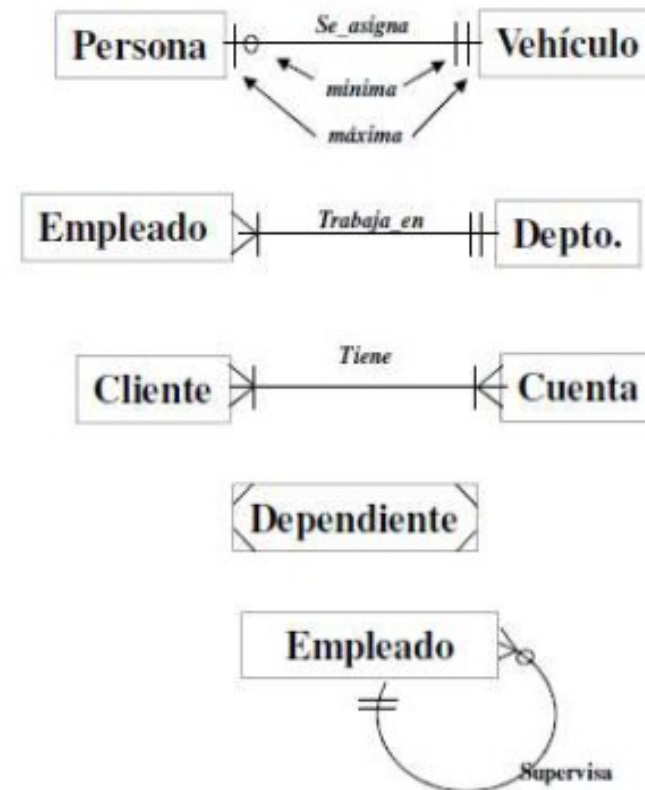 Persona Se_asigna Vehículo
mínima
máxima
Empleado Trabaja_en Depto.
Cliente Tiene Cuenta
Dependiente
Empleado
Supervisa